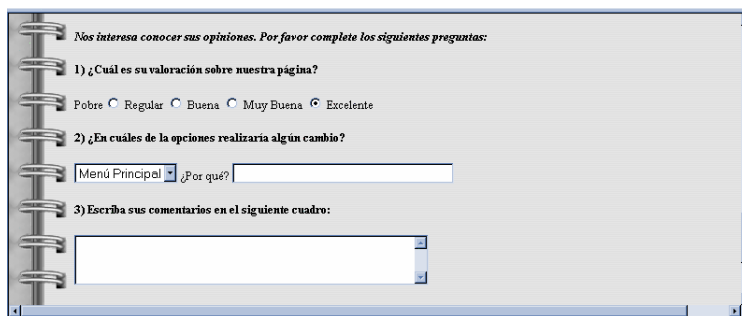 Nos interesa conocer sus opiniones. Por favor complete los siguientes preguntas:
1) ¿Cuál es su valoración sobre nuestra página?
Pobre Regular Buena Muy Buena Excelente
2) ¿En cuáles de la opciones realizaría algún cambio?
Menú Principal ¿Por qué?
3) Escriba sus comentarios en el siguiente cuadro: